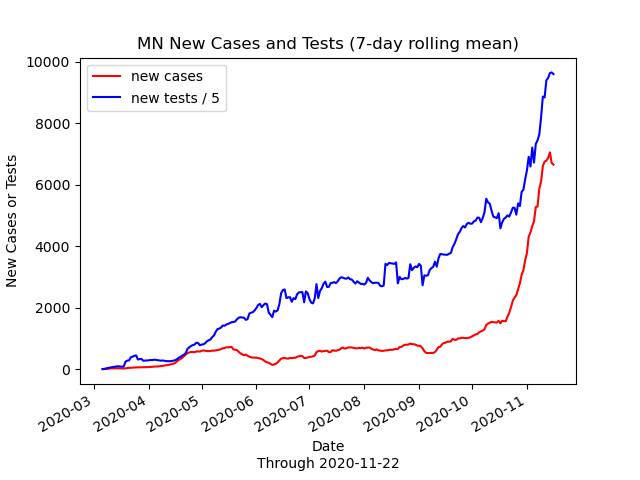 MN New Cases and Tests (7-day rolling mean)
new cases
new tests / 5
New Cases or Tests
10000
8000
6000
4000
2000
0
2020-03
2020-04
2020-05
2020-06
2020-07
2020-08
2020-09
2020-10
2020-11
Date
Through 2020-11-22